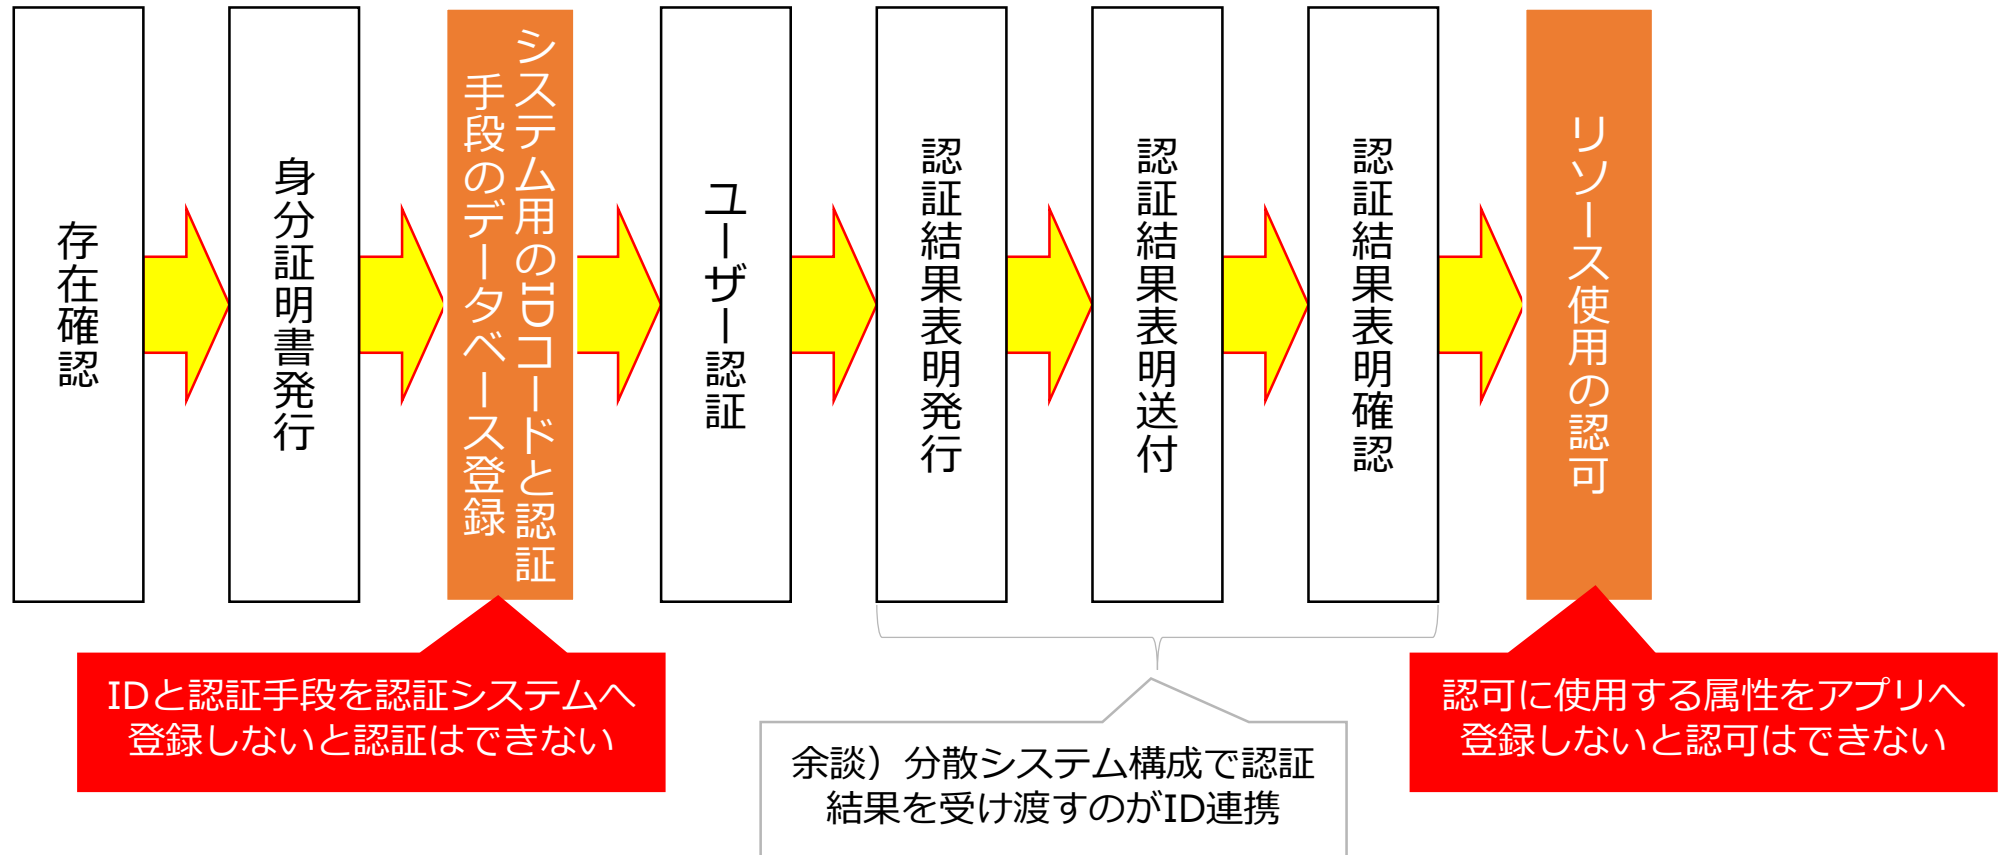 存在確認
身分証明書発行
システム用のIDコードと認証
手段のデータベース登録
ユーザー認証
認証結果表明発行
認証結果表明送付
認証結果表明確認
リソース使用の認可
IDと認証手段を認証システムへ
登録しないと認証はできない
余談）分散システム構成で認証
結果を受け渡すのがID連携
認可に使用する属性をアプリへ
登録しないと認可はできない